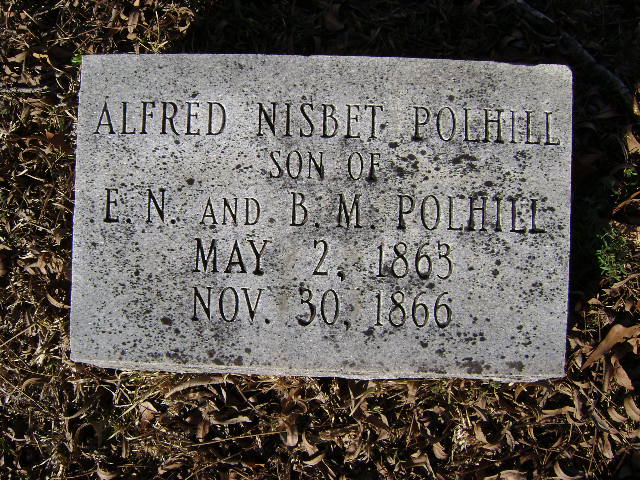 ALFRED NISBET POLHILL
SON OF
E. N. AND B. M. POLHILL
MAY 2, 1863
NOV. 30, 1866